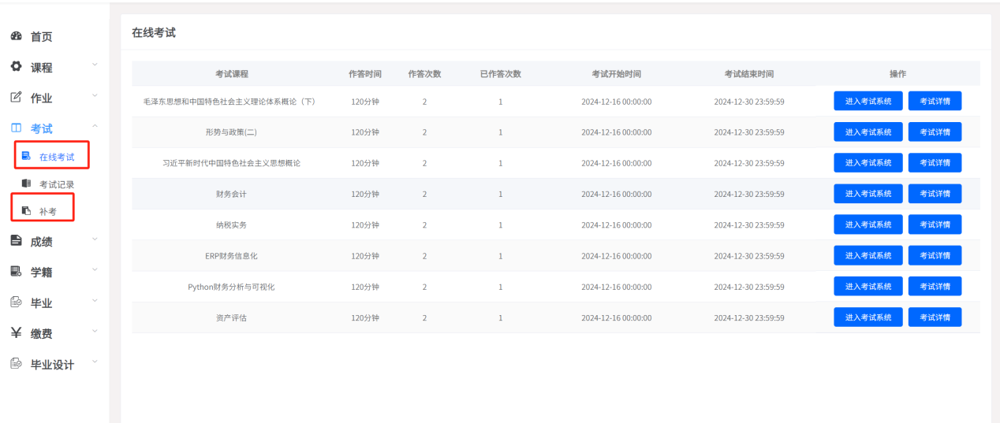 首页
课程
作业
考试
在线考试
考试记录
补考
成绩
学籍
毕业
缴费
毕业设计
在线考试
考试课程 作答时间 作答次数 已作答次数 考试开始时间 考试结束时间 操作
毛泽东思想和中国特色社会主义理论体系概论（下） 120分钟 2 1 2024-12-16 00:00:00 2024-12-30 23:59:59 进入考试系统 考试详情
形势与政策(二) 120分钟 2 1 2024-12-16 00:00:00 2024-12-30 23:59:59 进入考试系统 考试详情
习近平新时代中国特色社会主义思想概论 120分钟 2 1 2024-12-16 00:00:00 2024-12-30 23:59:59 进入考试系统 考试详情
财务会计 120分钟 2 1 2024-12-16 00:00:00 2024-12-30 23:59:59 进入考试系统 考试详情
纳税实务 120分钟 2 1 2024-12-16 00:00:00 2024-12-30 23:59:59 进入考试系统 考试详情
ERP财务信息化 120分钟 2 1 2024-12-16 00:00:00 2024-12-30 23:59:59 进入考试系统 考试详情
Python财务分析与可视化 120分钟 2 1 2024-12-16 00:00:00 2024-12-30 23:59:59 进入考试系统 考试详情
资产评估 120分钟 2 1 2024-12-16 00:00:00 2024-12-30 23:59:59 进入考试系统 考试详情